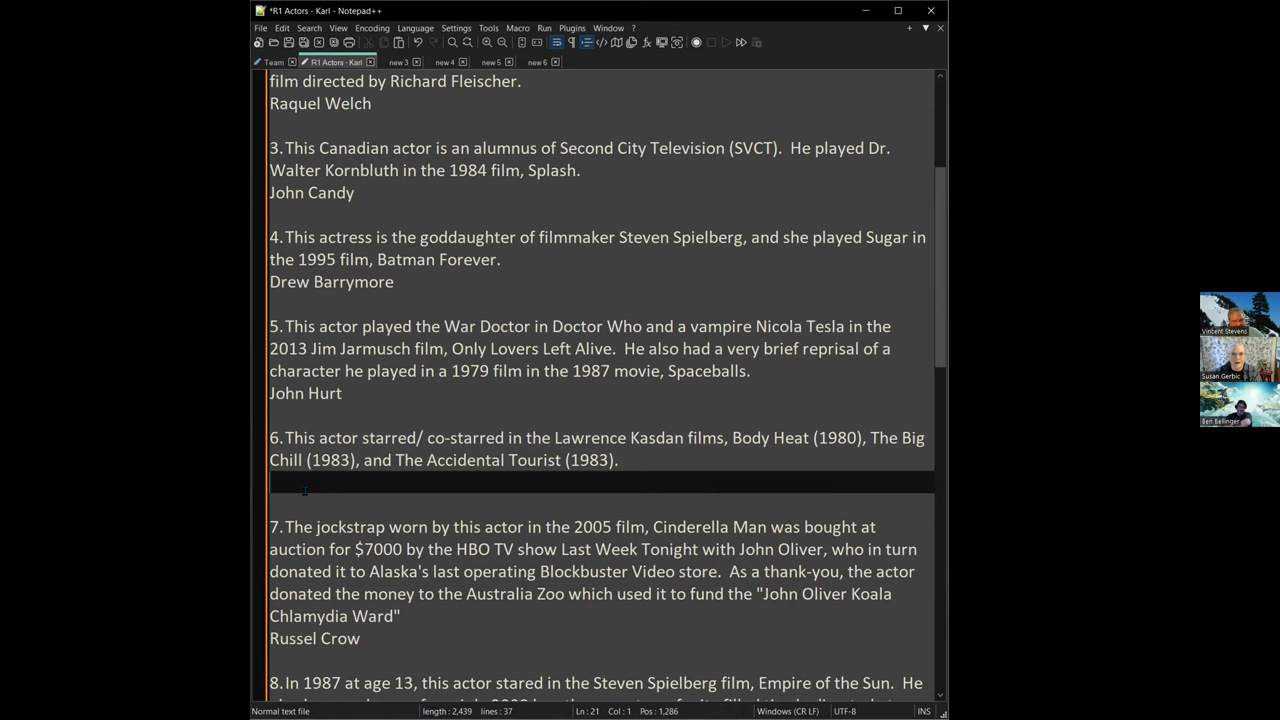 *R1 Actors - Karl - Notepad++
File Edit Search View Encoding Language Settings Tools Macro Run Plugins Window ?
Team R1 Actors - Karl new 3 new 4 new 5 new 6
film directed by Richard Fleischer.
Raquel Welch
3.This Canadian actor is an alumnus of Second City Television (SVCT).  He played Dr.
Walter Kornbluth in the 1984 film, Splash.
John Candy
4.This actress is the goddaughter of filmmaker Steven Spielberg, and she played Sugar in
the 1995 film, Batman Forever.
Drew Barrymore
5.This actor played the War Doctor in Doctor Who and a vampire Nicola Tesla in the
2013 Jim Jarmusch film, Only Lovers Left Alive.  He also had a very brief reprisal of a
character he played in a 1979 film in the 1987 movie, Spaceballs.
John Hurt
6.This actor starred/ co-starred in the Lawrence Kasdan films, Body Heat (1980), The Big
Chill (1983), and The Accidental Tourist (1983).
7.The jockstrap worn by this actor in the 2005 film, Cinderella Man was bought at
auction for $7000 by the HBO TV show Last Week Tonight with John Oliver, who in turn
donated it to Alaska's last operating Blockbuster Video store.  As a thank-you, the actor
donated the money to the Australia Zoo which used it to fund the "John Oliver Koala
Chlamydia Ward"
Russel Crow
8.In 1987 at age 13, this actor stared in the Steven Spielberg film, Empire of the Sun.  He
Normal text file length : 2,439 lines : 37 Ln : 21 Col : 1 Pos : 1,286 Windows (CR LF) UTF-8 INS
Vincent Stevens
Susan Gerbic
Ben Bellinger